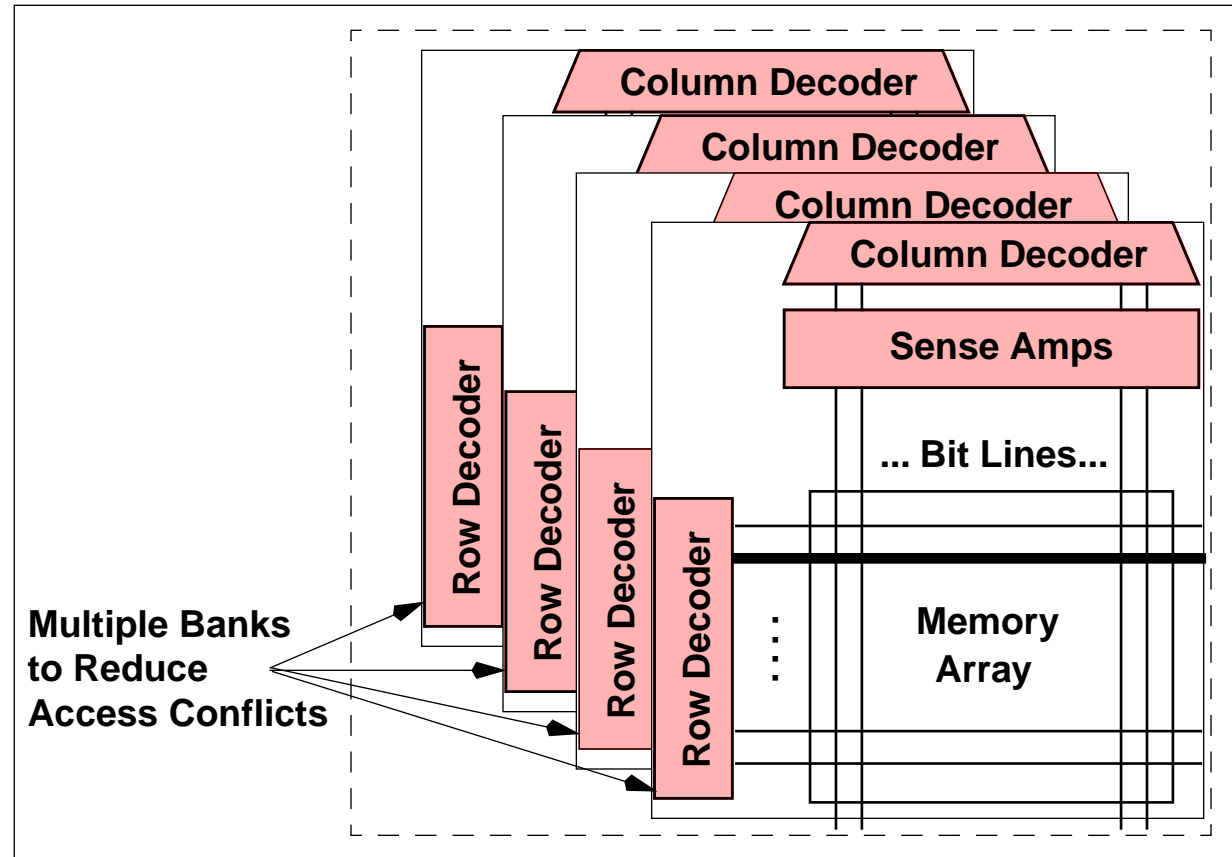 Column Decoder
Column Decoder
Column Decoder
Column Decoder
Sense Amps
... Bit Lines...
Row Decoder
Row Decoder
Row Decoder
Row Decoder
Multiple Banks
to Reduce
Access Conflicts
Memory
Array